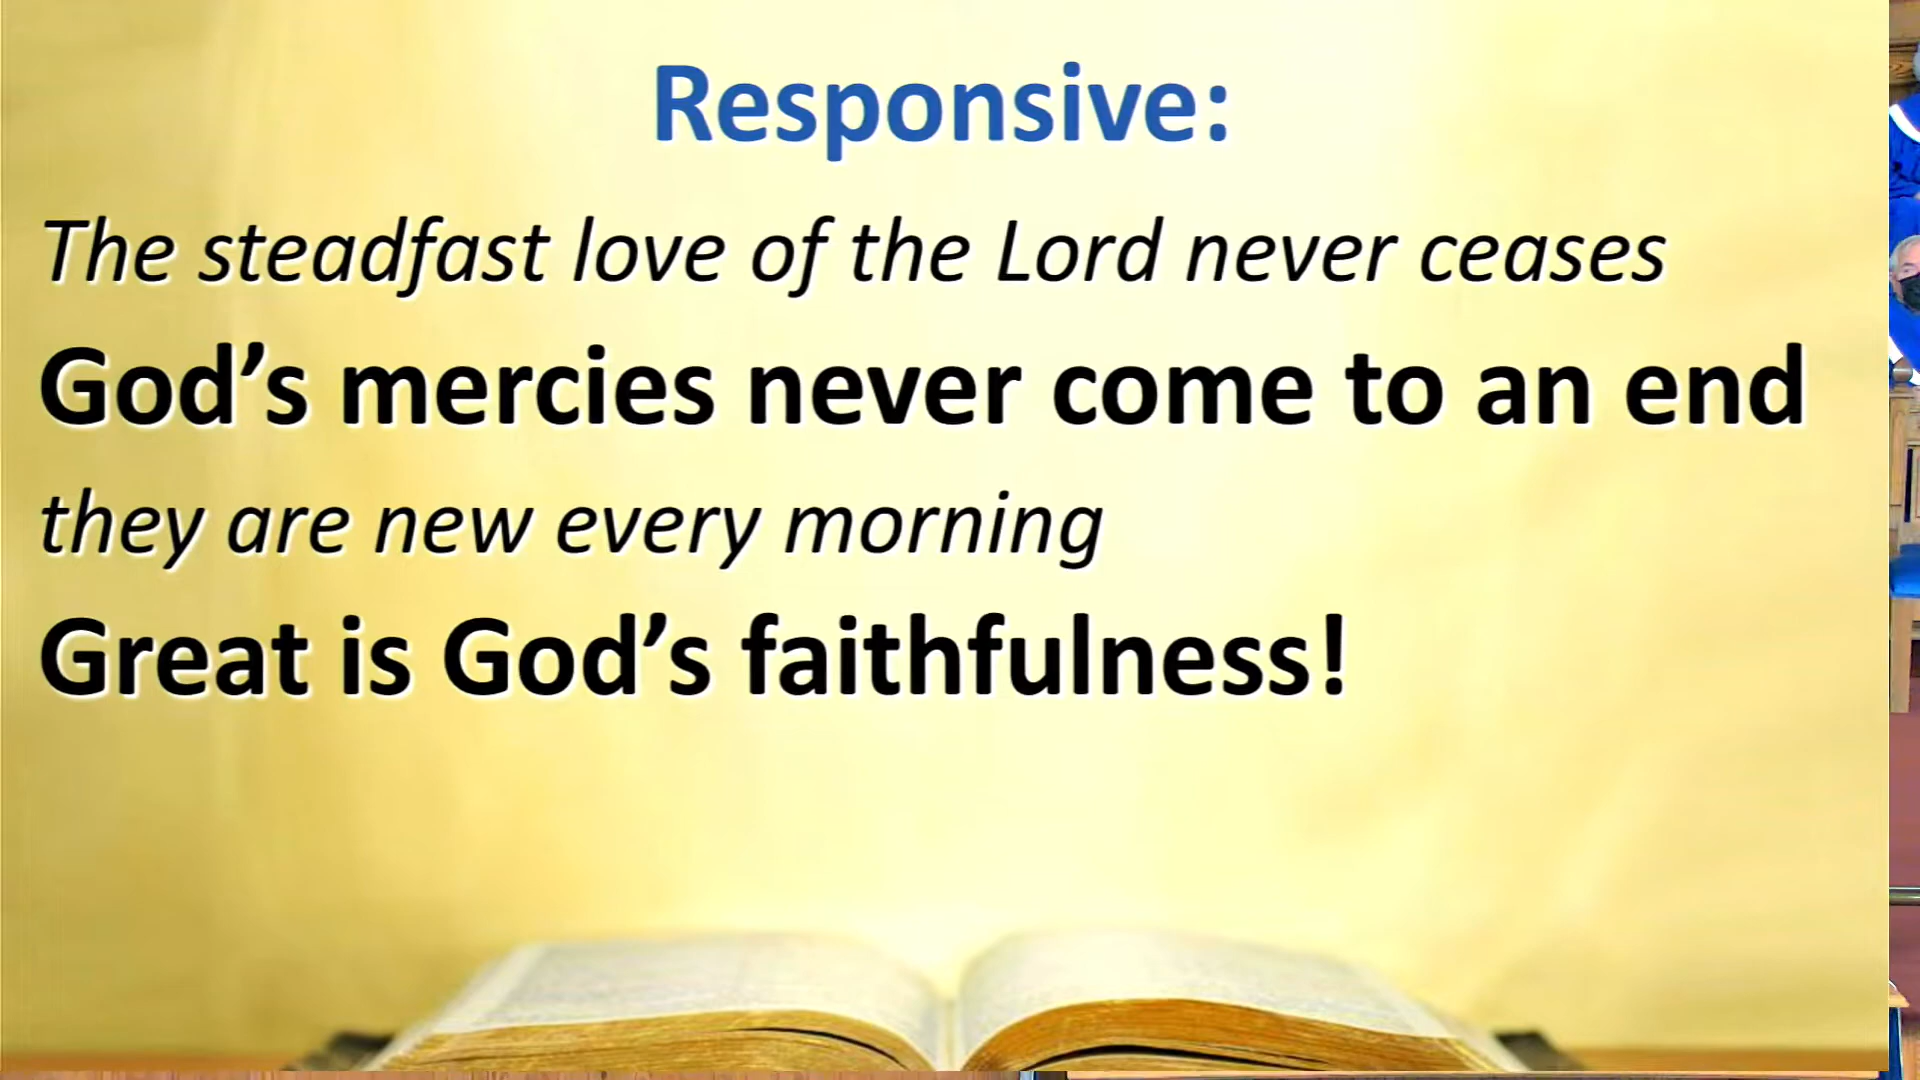 Responsive:
The steadfast love of the Lord never ceases
God’s mercies never come to an end
they are new every morning
Great is God’s faithfulness!